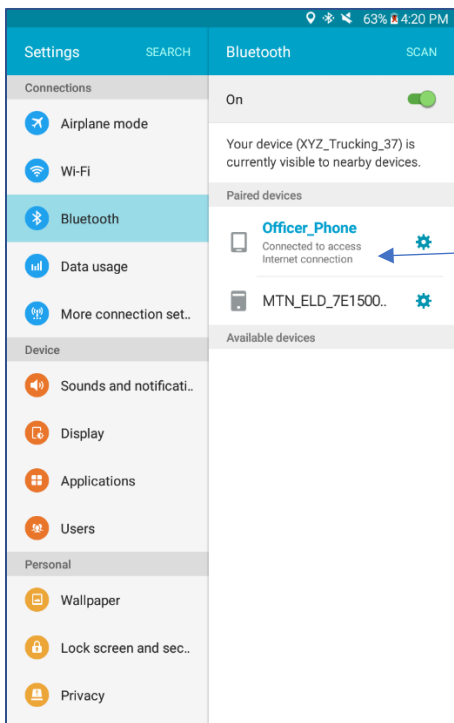 63% 4:20 PM
Settings SEARCH
Connections
Airplane mode
Wi-Fi
Bluetooth
Data usage
More connection set..
Device
Sounds and notificati..
Display
Applications
Users
Personal
Wallpaper
Lock screen and sec..
Privacy
Bluetooth SCAN
On
Your device (XYZ_Trucking_37) is
currently visible to nearby devices.
Paired devices
Officer_Phone
Connected to access
Internet connection
MTN_ELD_7E1500..
Available devices